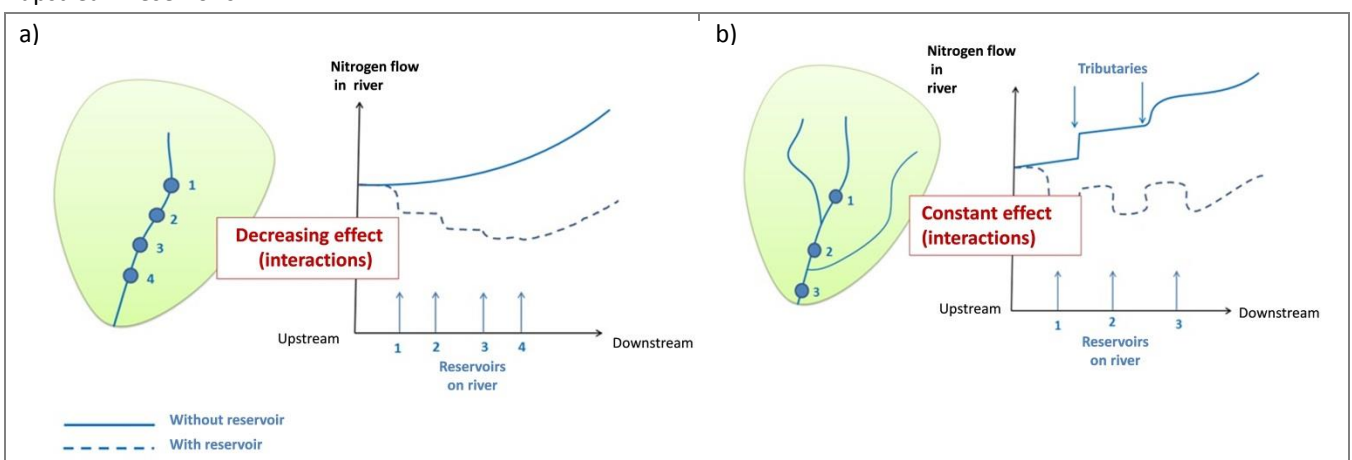 a)
Nitrogen flow
in river
1
2
3
4
Decreasing effect
(interactions)
Upstream
Downstream
1 2 3 4
Reservoirs
on river
Without reservoir
With reservoir
b)
Nitrogen flow
in
river
Tributaries
1
2
3
Constant effect
(interactions)
Upstream
Downstream
1 2 3
Reservoirs
on river